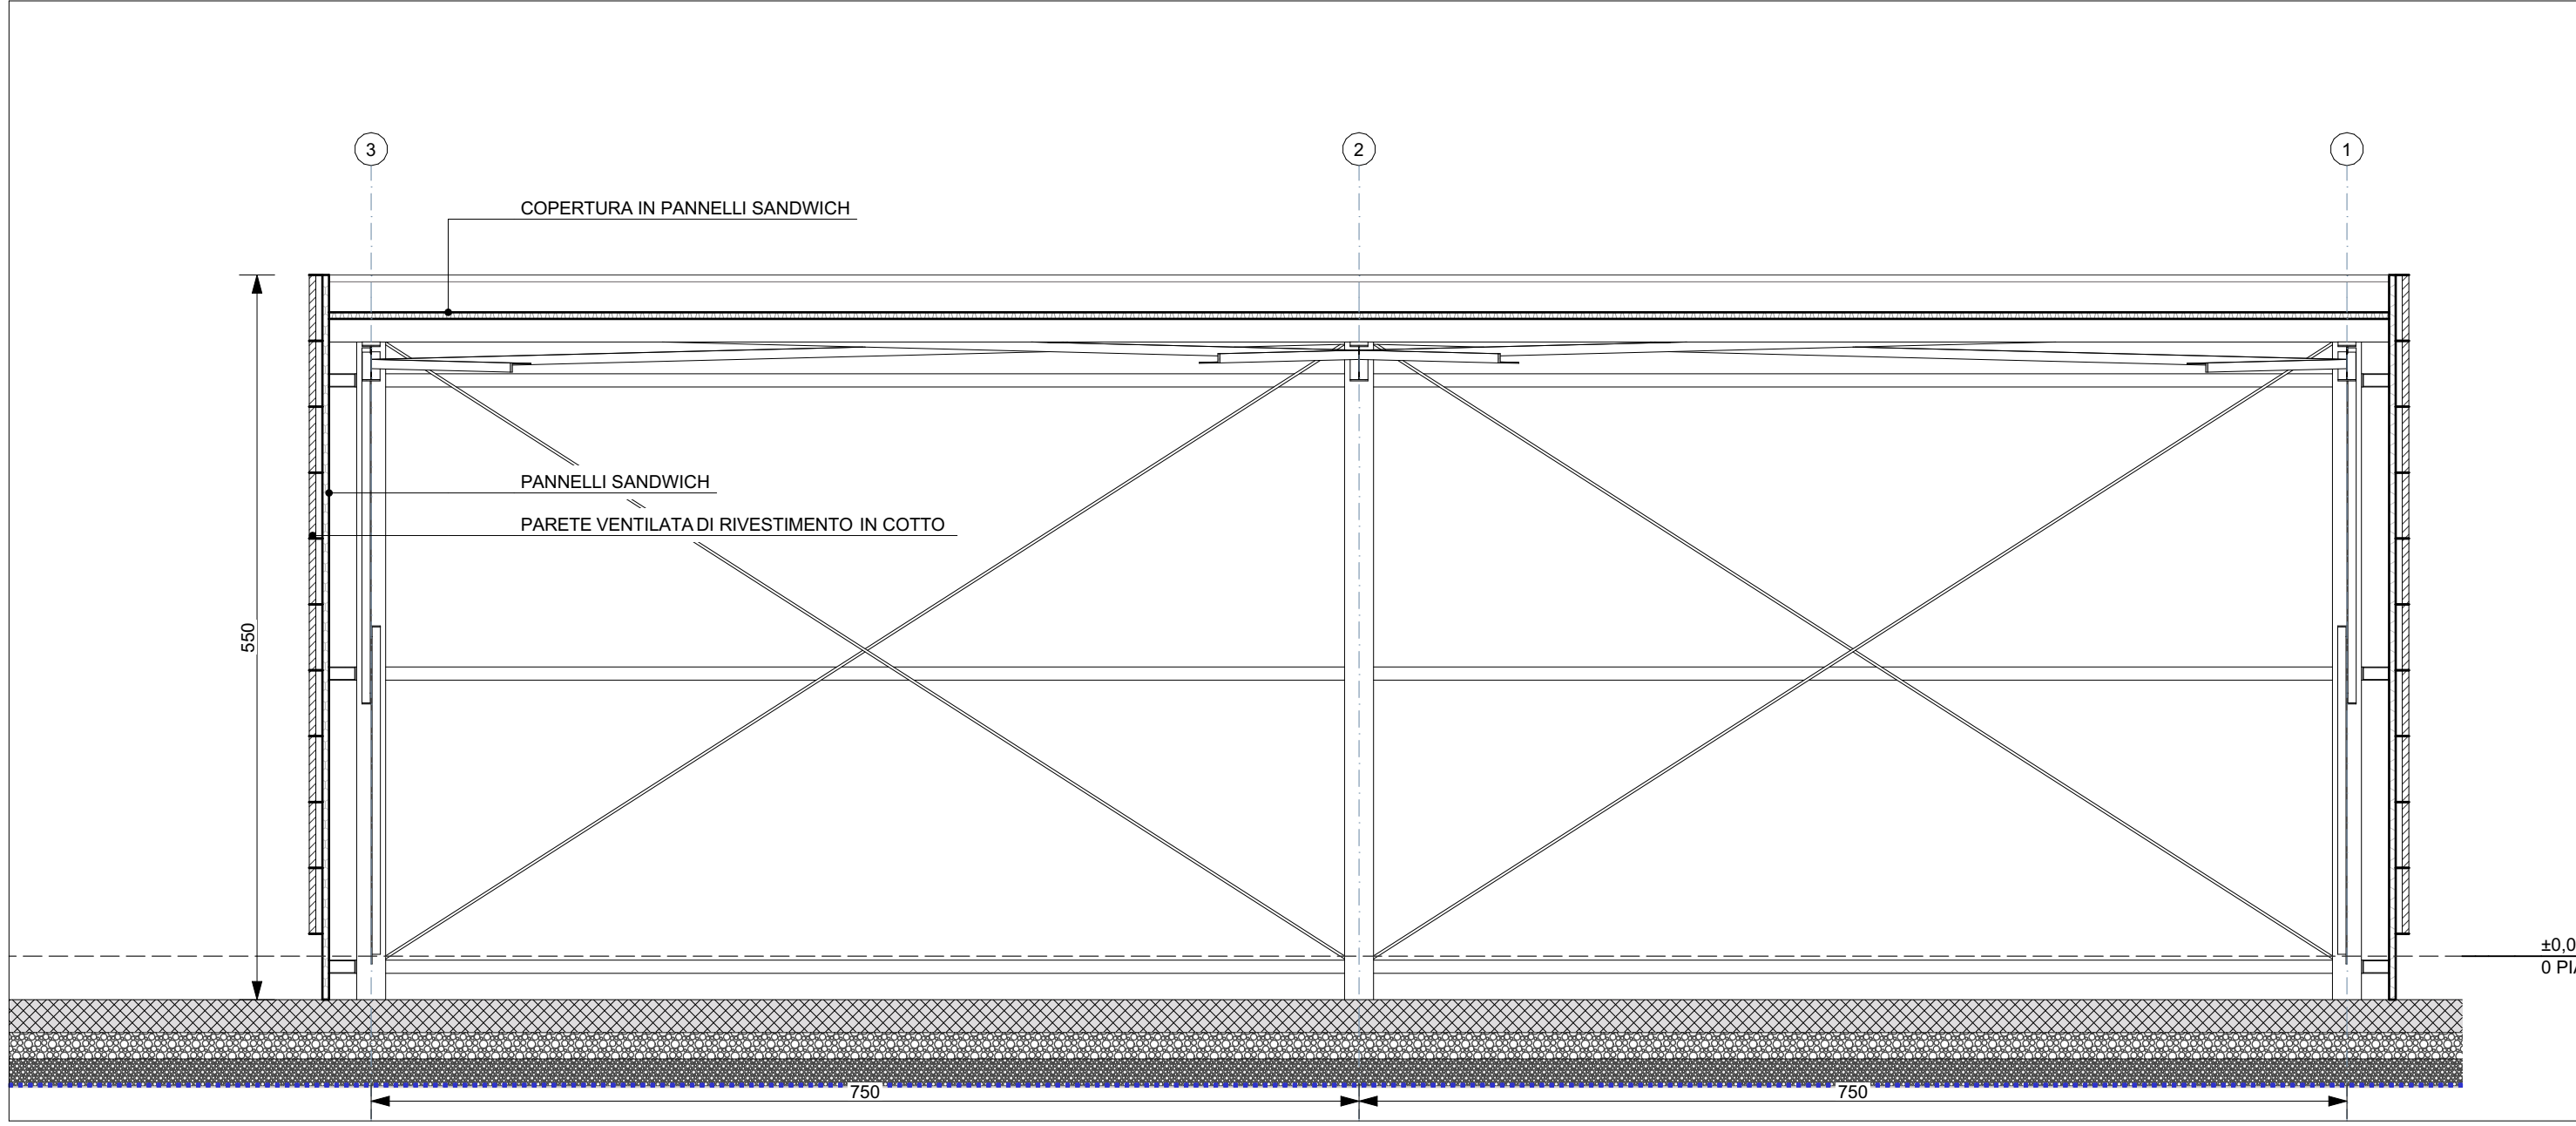 3
2
1
COPERTURA IN PANNELLI SANDWICH
PANNELLI SANDWICH
PARETE VENTILATA DI RIVESTIMENTO IN COTTO
550
±0,0
0 PIA
750
750